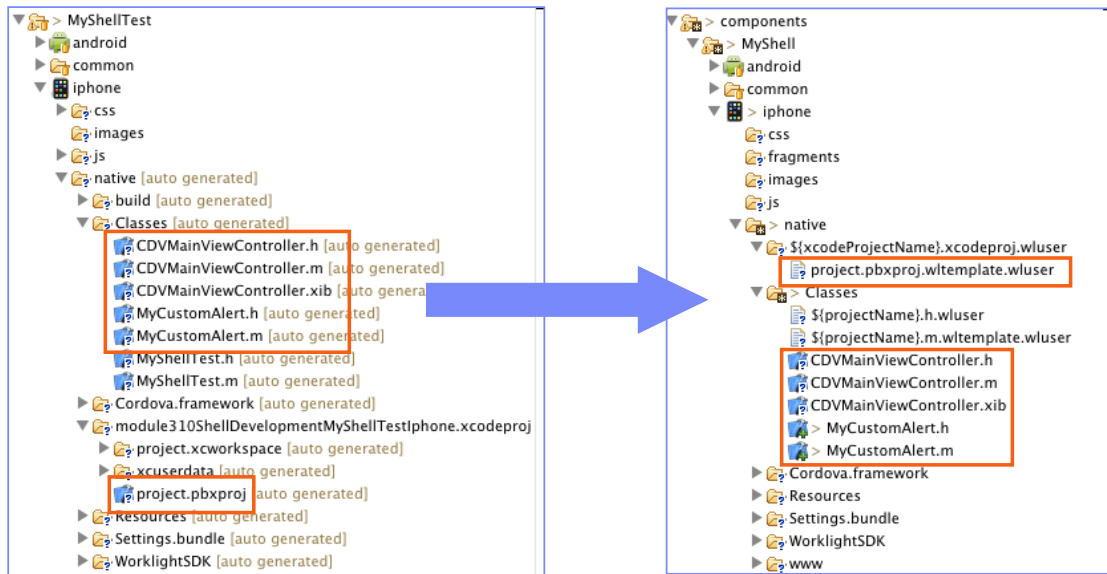 > MyShellTest
android
common
iphone
css
images
js
native [auto generated]
build [auto generated]
Classes [auto generated]
CDVMainViewController.h [auto generated]
CDVMainViewController.m [auto generated]
CDVMainViewController.xib [auto genera
MyCustomAlert.h [auto generated]
MyCustomAlert.m [auto generated]
MyShellTest.h [auto generated]
MyShellTest.m [auto generated]
Cordova.framework [auto generated]
module310ShellDevelopmentMyShellTestIphone.xcodeproj
project.xcworkspace [auto generated]
xcuserdata [auto generated]
project.pbxproj [auto generated]
Resources [auto generated]
Settings.bundle [auto generated]
WorklightSDK [auto generated]
> components
> MyShell
android
common
> iphone
css
fragments
images
js
> native
${xcodeProjectName}.xcodeproj.wluser
project.pbxproj.wltemplate.wluser
> Classes
${projectName}.h.wluser
${projectName}.m.wltemplate.wluser
CDVMainViewController.h
CDVMainViewController.m
CDVMainViewController.xib
> MyCustomAlert.h
> MyCustomAlert.m
Cordova.framework
Resources
Settings.bundle
WorklightSDK
www